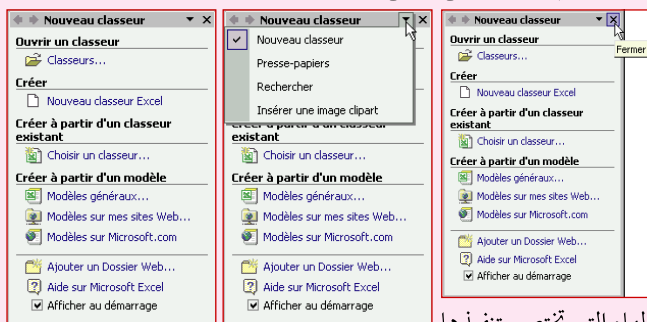 Nouveau classeur
Ouvrir un classeur
Classeurs...
Créer
Nouveau classeur Excel
Créer à partir d'un classeur
existant
Choisir un classeur...
Créer à partir d'un modèle
Modèles généraux...
Modèles sur mes sites Web...
Modèles sur Microsoft.com
Ajouter un Dossier Web...
Aide sur Microsoft Excel
Afficher au démarrage
Nouveau classeur
Nouveau classeur
Presse-papiers
Rechercher
Insérer une image clipart
existant
Choisir un classeur...
Créer à partir d'un modèle
Modèles généraux...
Modèles sur mes sites Web...
Modèles sur Microsoft.com
Ajouter un Dossier Web...
Aide sur Microsoft Excel
Afficher au démarrage
Nouveau classeur
Fermer
Ouvrir un classeur
Classeurs...
Créer
Nouveau classeur Excel
Créer à partir d'un classeur
existant
Choisir un classeur...
Créer à partir d'un modèle
Modèles généraux...
Modèles sur mes sites Web...
Modèles sur Microsoft.com
Ajouter un Dossier Web...
Aide sur Microsoft Excel
Afficher au démarrage